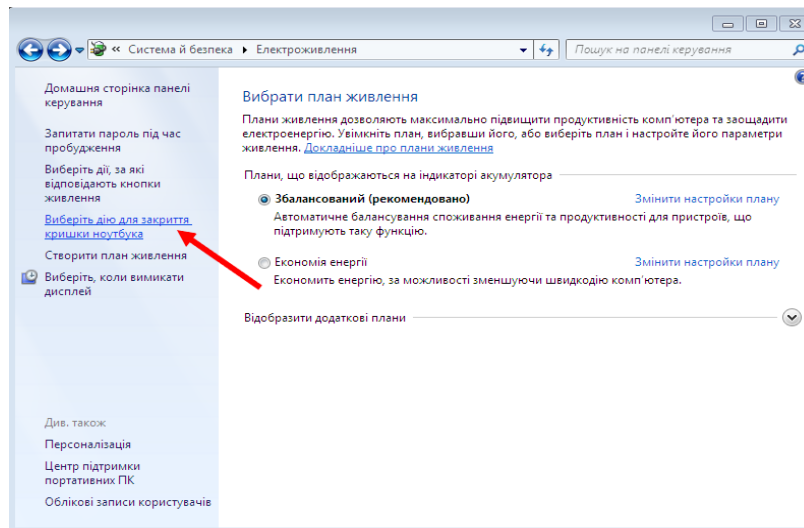 « Система й безпека ▸ Електроживлення
Пошук на панелі керування
Домашня сторінка панелі
керування
Запитати пароль під час
пробудження
Виберіть дії, за які
відповідають кнопки
живлення
Виберіть дію для закриття
кришки ноутбука
Створити план живлення
Виберіть, коли вимикати
дисплей
Див. також
Персоналізація
Центр підтримки
портативних ПК
Облікові записи користувачів
Вибрати план живлення
Плани живлення дозволяють максимально підвищити продуктивність комп'ютера та заощадити
електроенергію. Увімкніть план, вибравши його, або виберіть план і настройте його параметри
живлення. Докладніше про плани живлення
Плани, що відображаються на індикаторі акумулятора
Збалансований (рекомендовано) Змінити настройки плану
Автоматичне балансування споживання енергії та продуктивності для пристроїв, що
підтримують таку функцію.
Економія енергії Змінити настройки плану
Економить енергію, за можливості зменшуючи швидкодію комп'ютера.
Відобразити додаткові плани